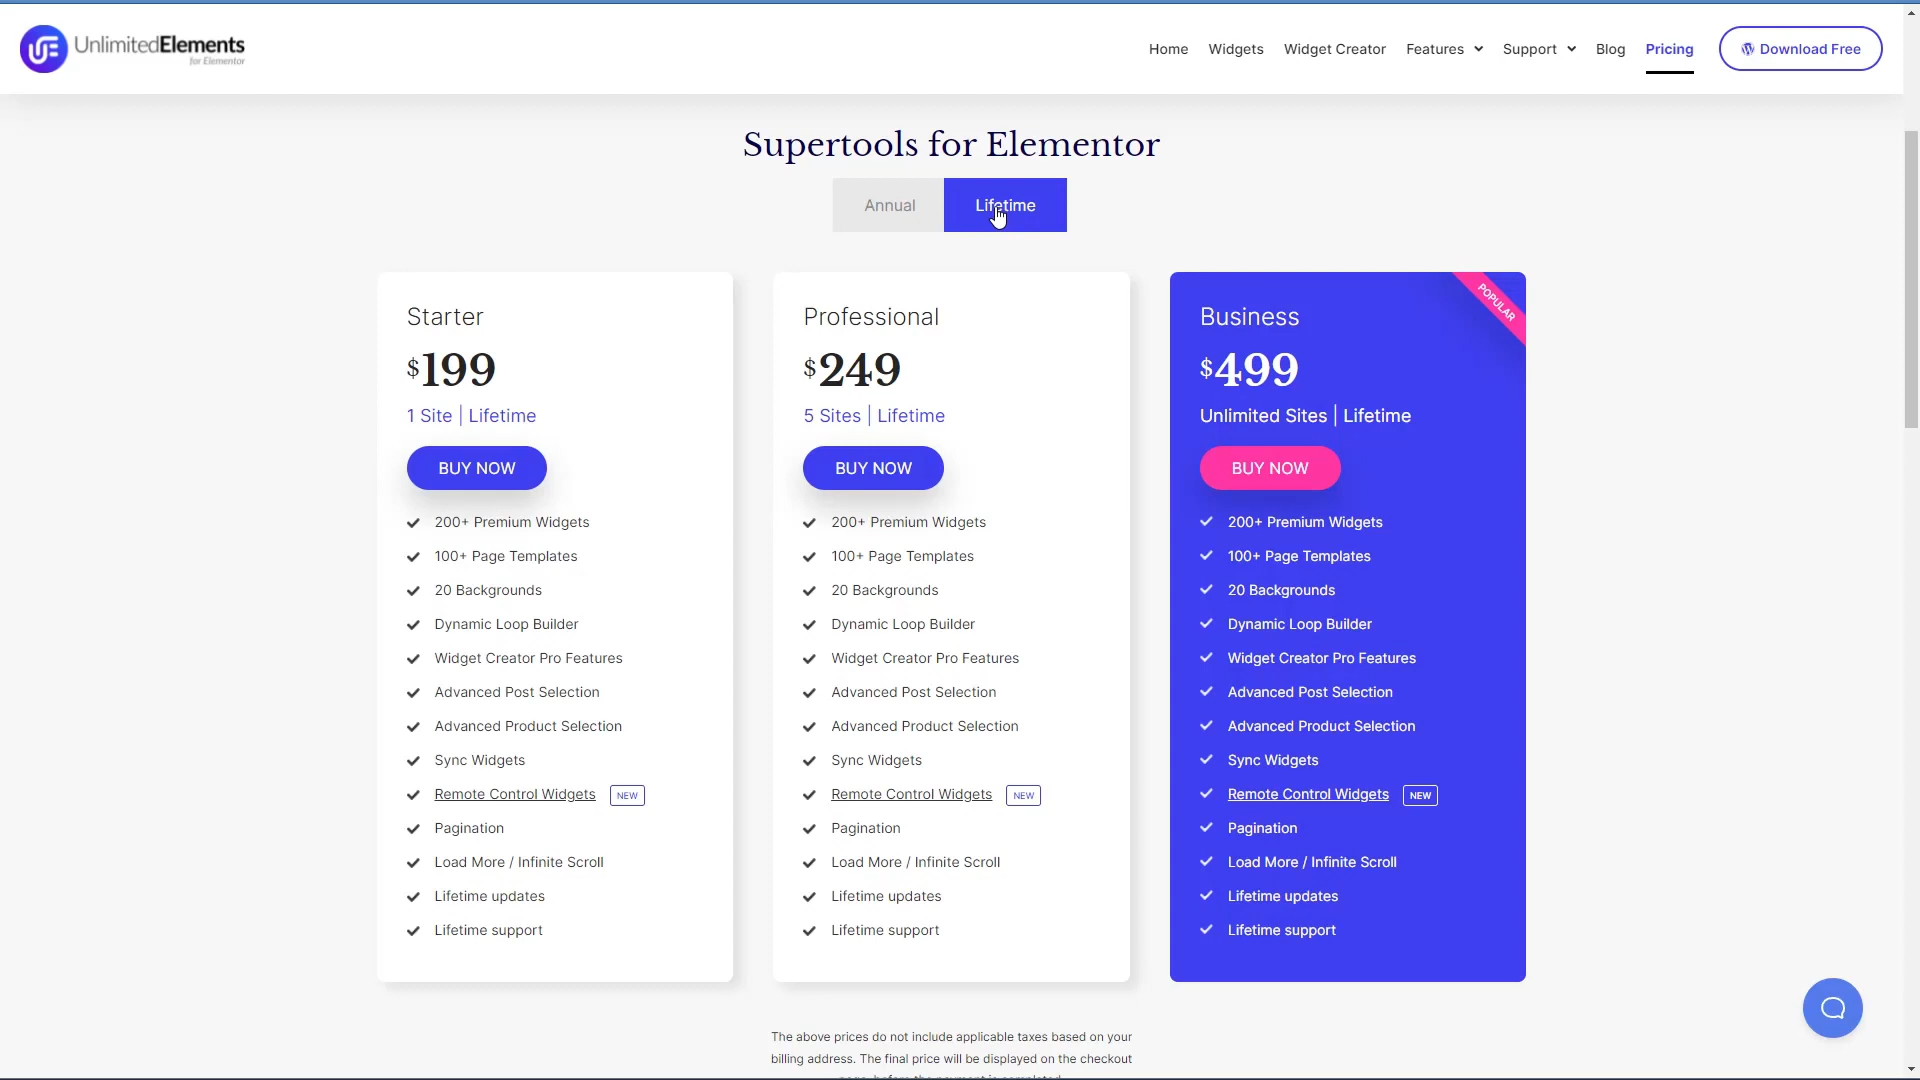 UnlimitedElements
for Elementor
Home Widgets Widget Creator Features Support Blog Pricing Download Free
Supertools for Elementor
Annual Lifetime
Starter
$199
1 Site | Lifetime
BUY NOW
200+ Premium Widgets
100+ Page Templates
20 Backgrounds
Dynamic Loop Builder
Widget Creator Pro Features
Advanced Post Selection
Advanced Product Selection
Sync Widgets
Remote Control Widgets NEW
Pagination
Load More / Infinite Scroll
Lifetime updates
Lifetime support
Professional
$249
5 Sites | Lifetime
BUY NOW
200+ Premium Widgets
100+ Page Templates
20 Backgrounds
Dynamic Loop Builder
Widget Creator Pro Features
Advanced Post Selection
Advanced Product Selection
Sync Widgets
Remote Control Widgets NEW
Pagination
Load More / Infinite Scroll
Lifetime updates
Lifetime support
POPULAR
Business
$499
Unlimited Sites | Lifetime
BUY NOW
200+ Premium Widgets
100+ Page Templates
20 Backgrounds
Dynamic Loop Builder
Widget Creator Pro Features
Advanced Post Selection
Advanced Product Selection
Sync Widgets
Remote Control Widgets NEW
Pagination
Load More / Infinite Scroll
Lifetime updates
Lifetime support
The above prices do not include applicable taxes based on your
billing address. The final price will be displayed on the checkout